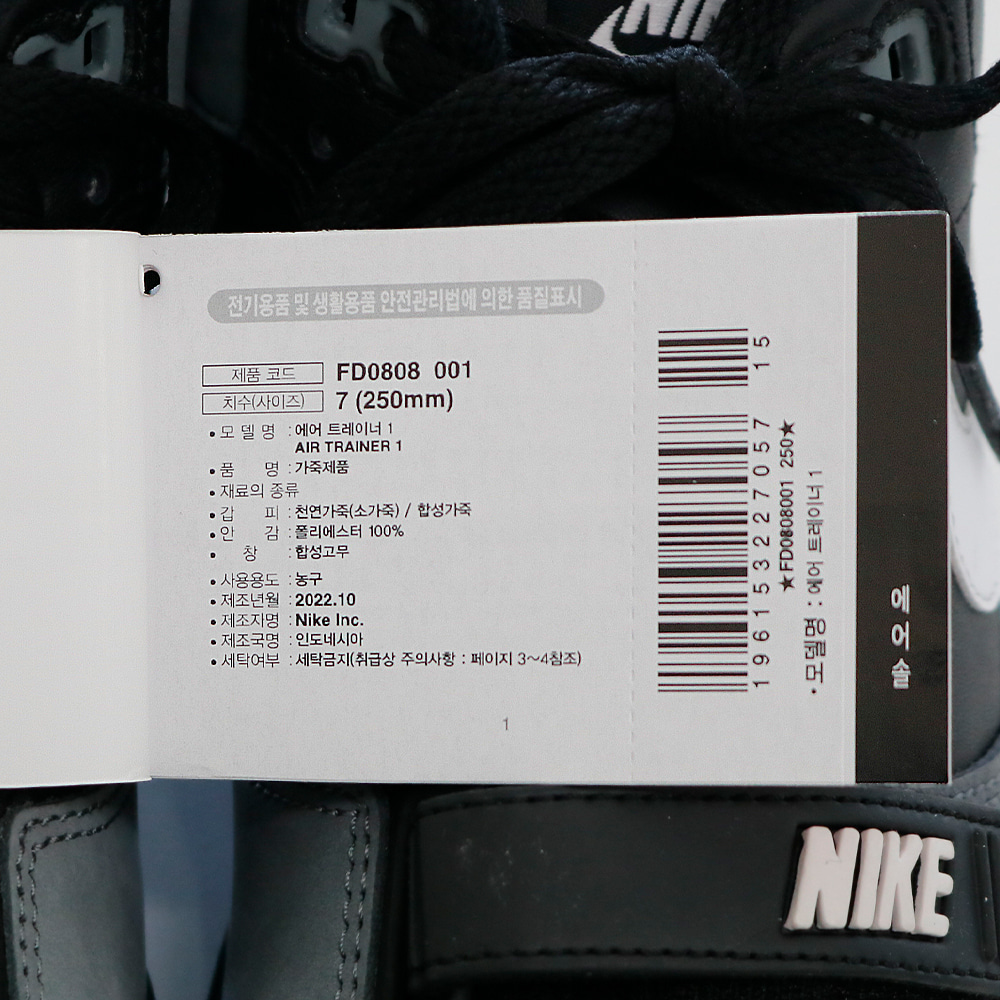 NIKE
전기용품 및 생활용품 안전관리법에 의한 품질표시
제품 코드 FD0808 001
치수(사이즈) 7 (250mm)
• 모 델 명 : 에어 트레이너 1
AIR TRAINER 1
• 품 명 : 가죽제품
• 재료의 종류
• 갑 피 : 천연가죽(소가죽) / 합성가죽
• 안 감 : 폴리에스터 100%
• 창 : 합성고무
• 사용용도 : 농구
• 제조년월 : 2022.10
• 제조자명 : Nike Inc.
• 제조국명 : 인도네시아
• 세탁여부 : 세탁금지(취급상 주의사항 : 페이지 3~4참조)
1
196153227057 15
★FD0808001 250★
• 모델명 : 에어 트레이너 1
에어솔
NIKE